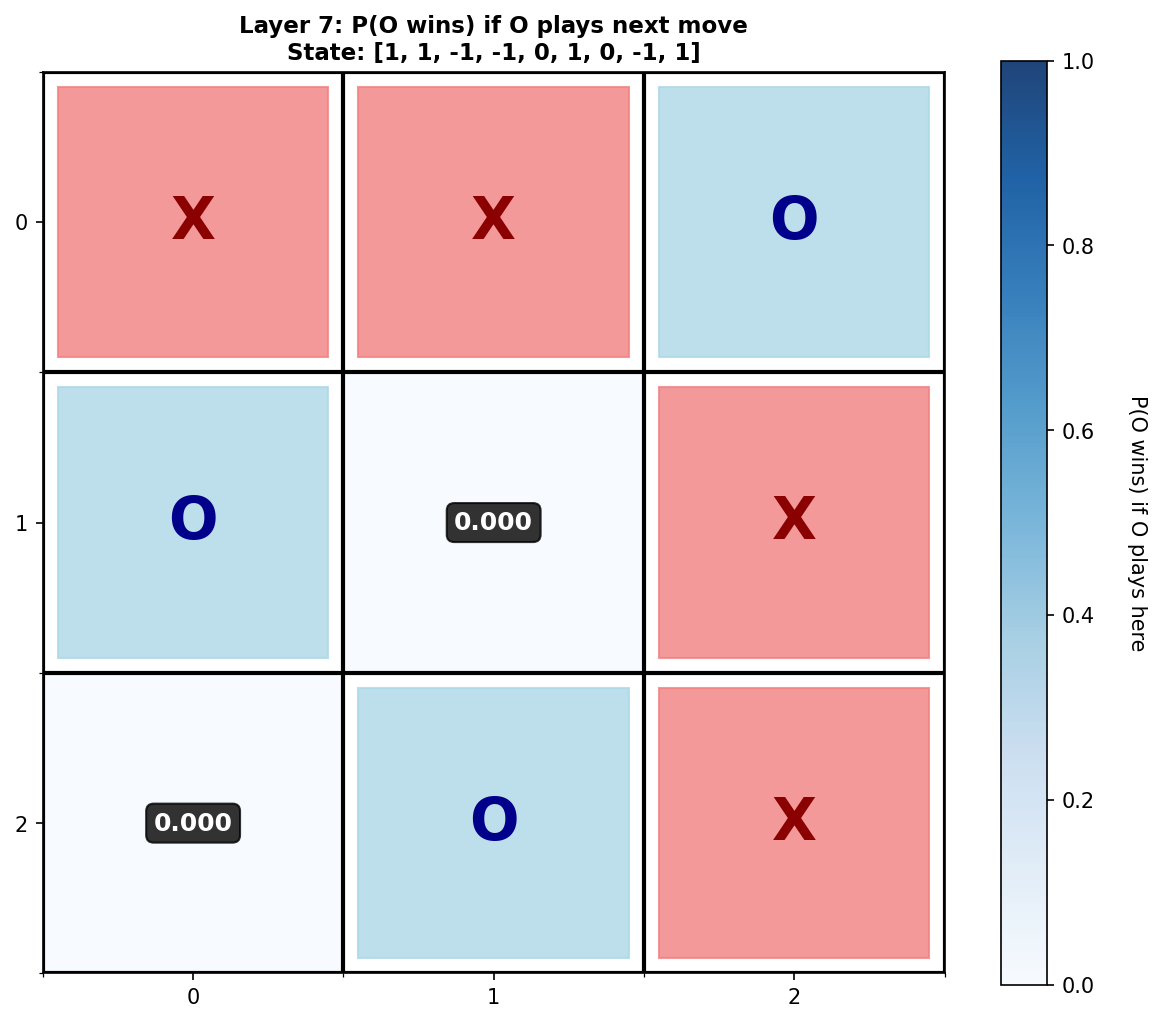 Layer 7: P(O wins) if O plays next move
State: [1, 1, -1, -1, 0, 1, 0, -1, 1]
X X O
O 0.000 X
0.000 O X
0
1
2
0 1 2
1.0
0.8
0.6
0.4
0.2
0.0
P(O wins) if O plays here